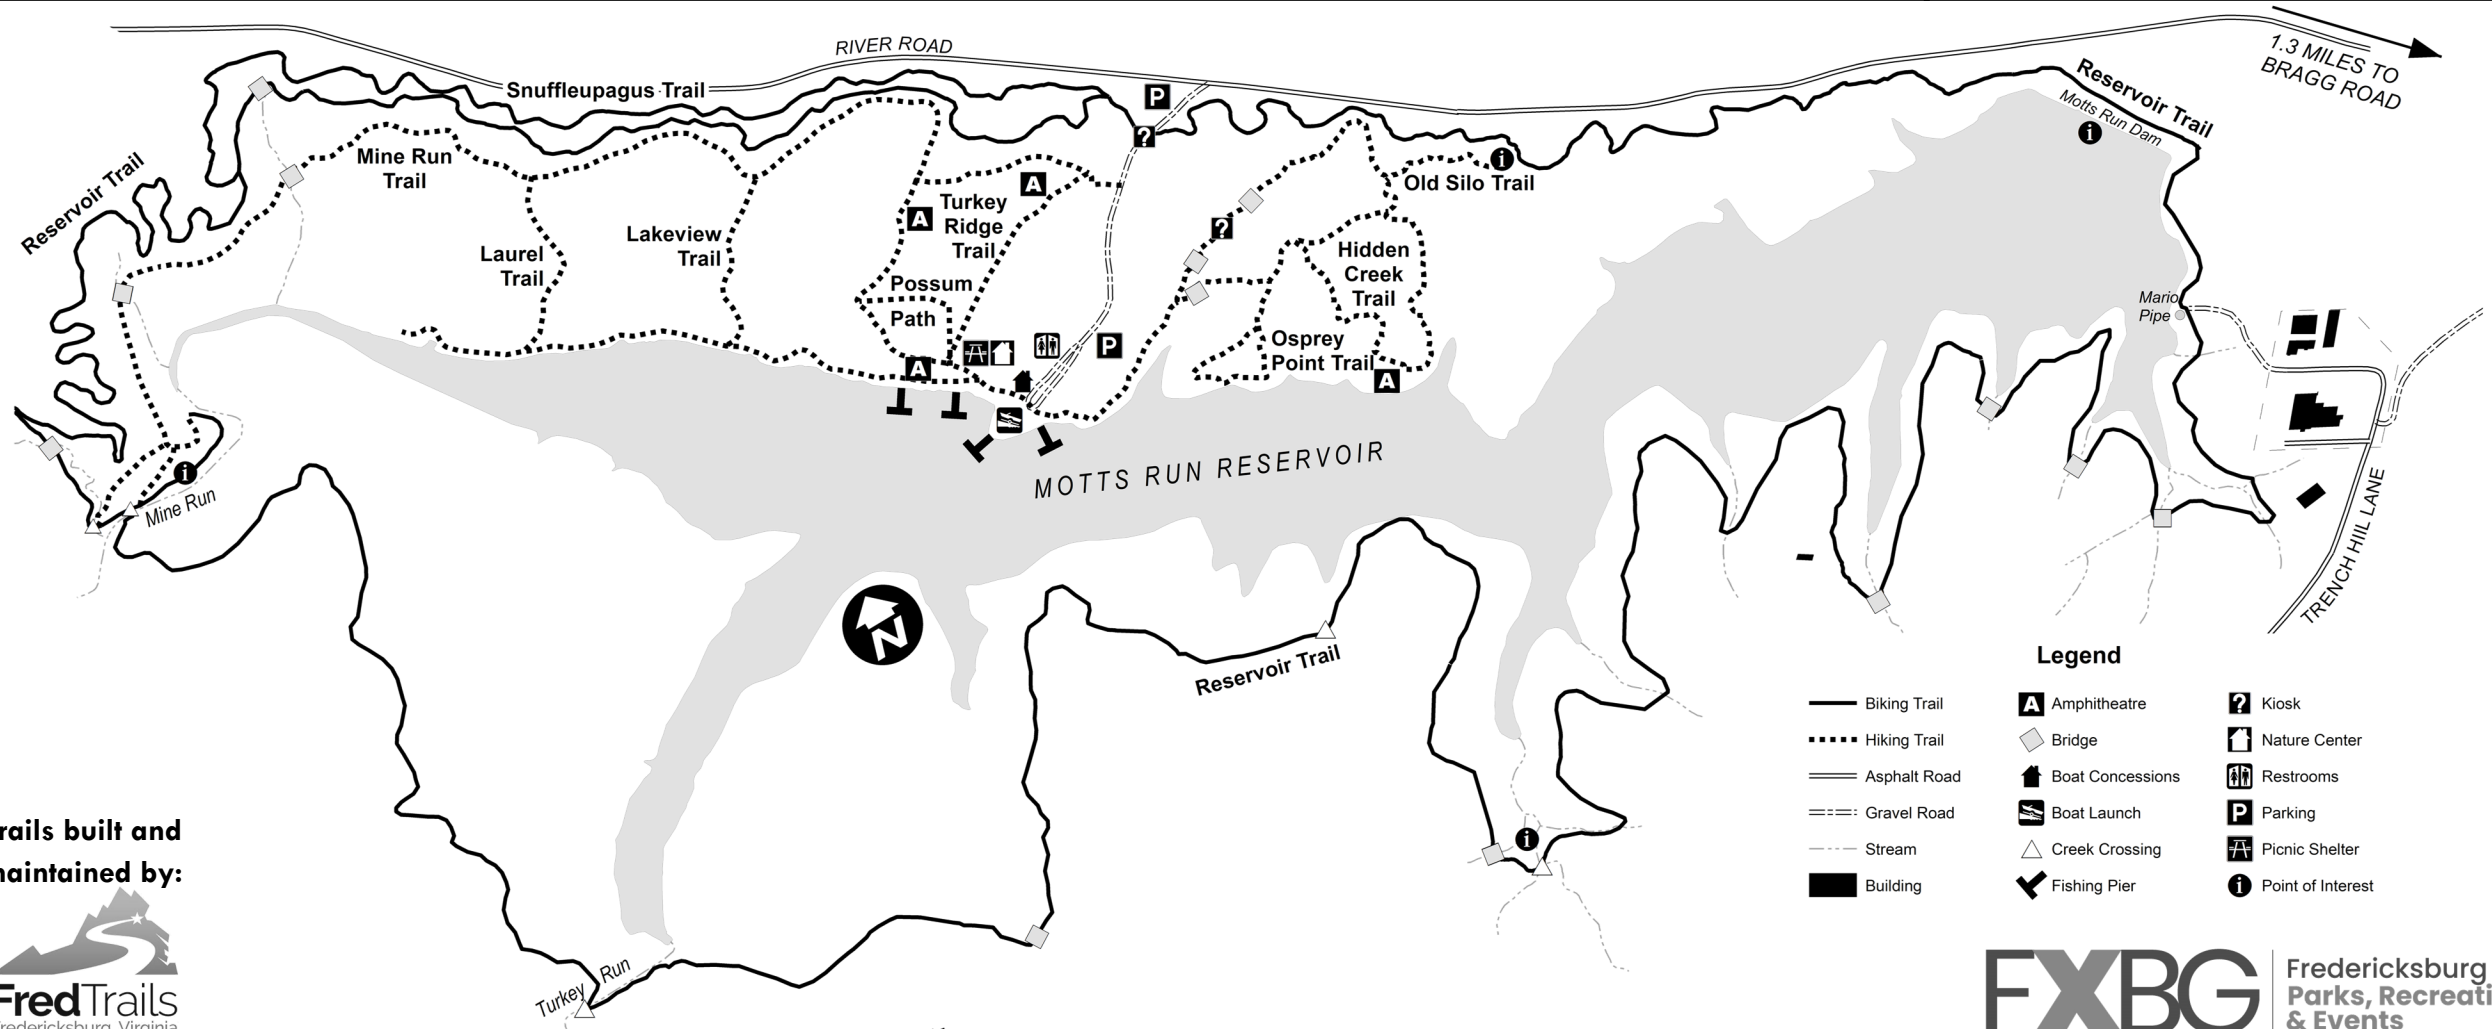 RIVER ROAD
1.3 MILES TO
BRAGG ROAD
Snuffleupagus Trail
P
?
Reservoir Trail
Motts Run Dam
i
Reservoir Trail
Mine Run
Trail
Old Silo Trail
i
A
A
Turkey
Ridge
Trail
Lakeview
Trail
Laurel
Trail
?
Hidden
Creek
Trail
Possum
Path
Mario
Pipe
Osprey
Point Trail
P
A
A
i
Mine Run
MOTTS RUN RESERVOIR
TRENCH HILL LANE
N
Reservoir Trail
i
Turkey Run
Legend
Biking Trail
Hiking Trail
Asphalt Road
Gravel Road
Stream
Building
A Amphitheatre
Bridge
Boat Concessions
Boat Launch
Creek Crossing
Fishing Pier
? Kiosk
Nature Center
Restrooms
P Parking
Picnic Shelter
i Point of Interest
rails built and
maintained by:
FredTrails
Fredericksburg, Virginia
FXBG
Fredericksburg
Parks, Recreati
& Events